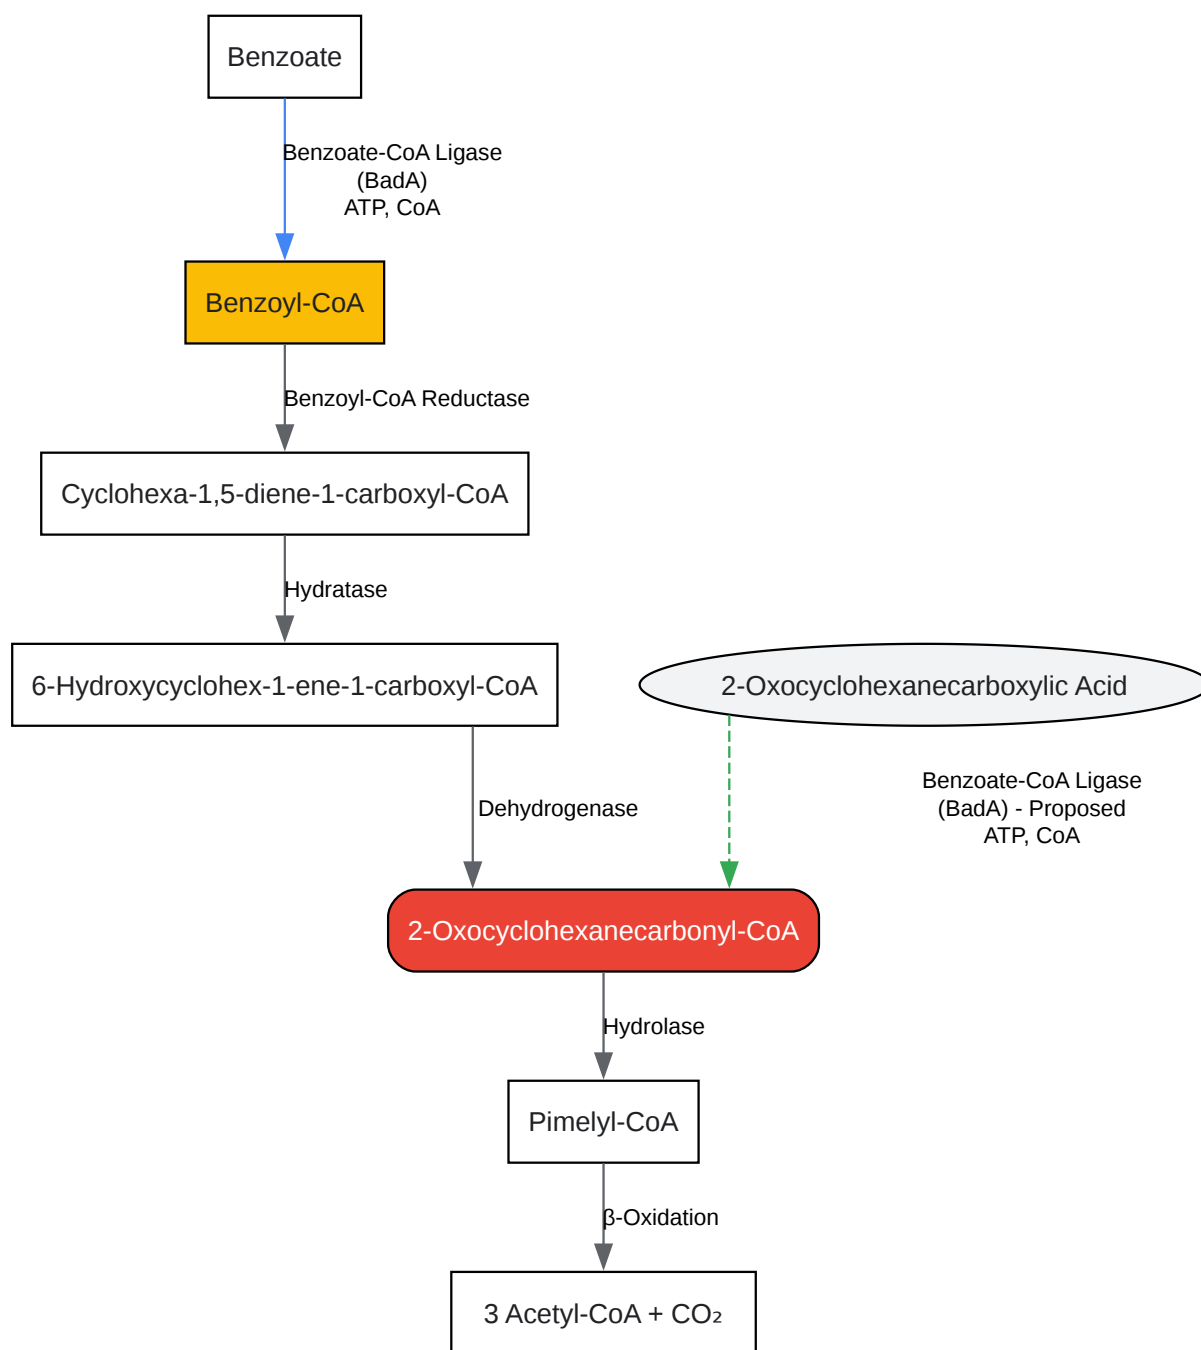 Benzoate
Benzoate-CoA Ligase
(BadA)
ATP, CoA
Benzoyl-CoA
Benzoyl-CoA Reductase
Cyclohexa-1,5-diene-1-carboxyl-CoA
Hydratase
6-Hydroxycyclohex-1-ene-1-carboxyl-CoA
2-Oxocyclohexanecarboxylic Acid
Dehydrogenase
Benzoate-CoA Ligase
(BadA) - Proposed
ATP, CoA
2-Oxocyclohexanecarbonyl-CoA
Hydrolase
Pimelyl-CoA
β-Oxidation
3 Acetyl-CoA + CO₂